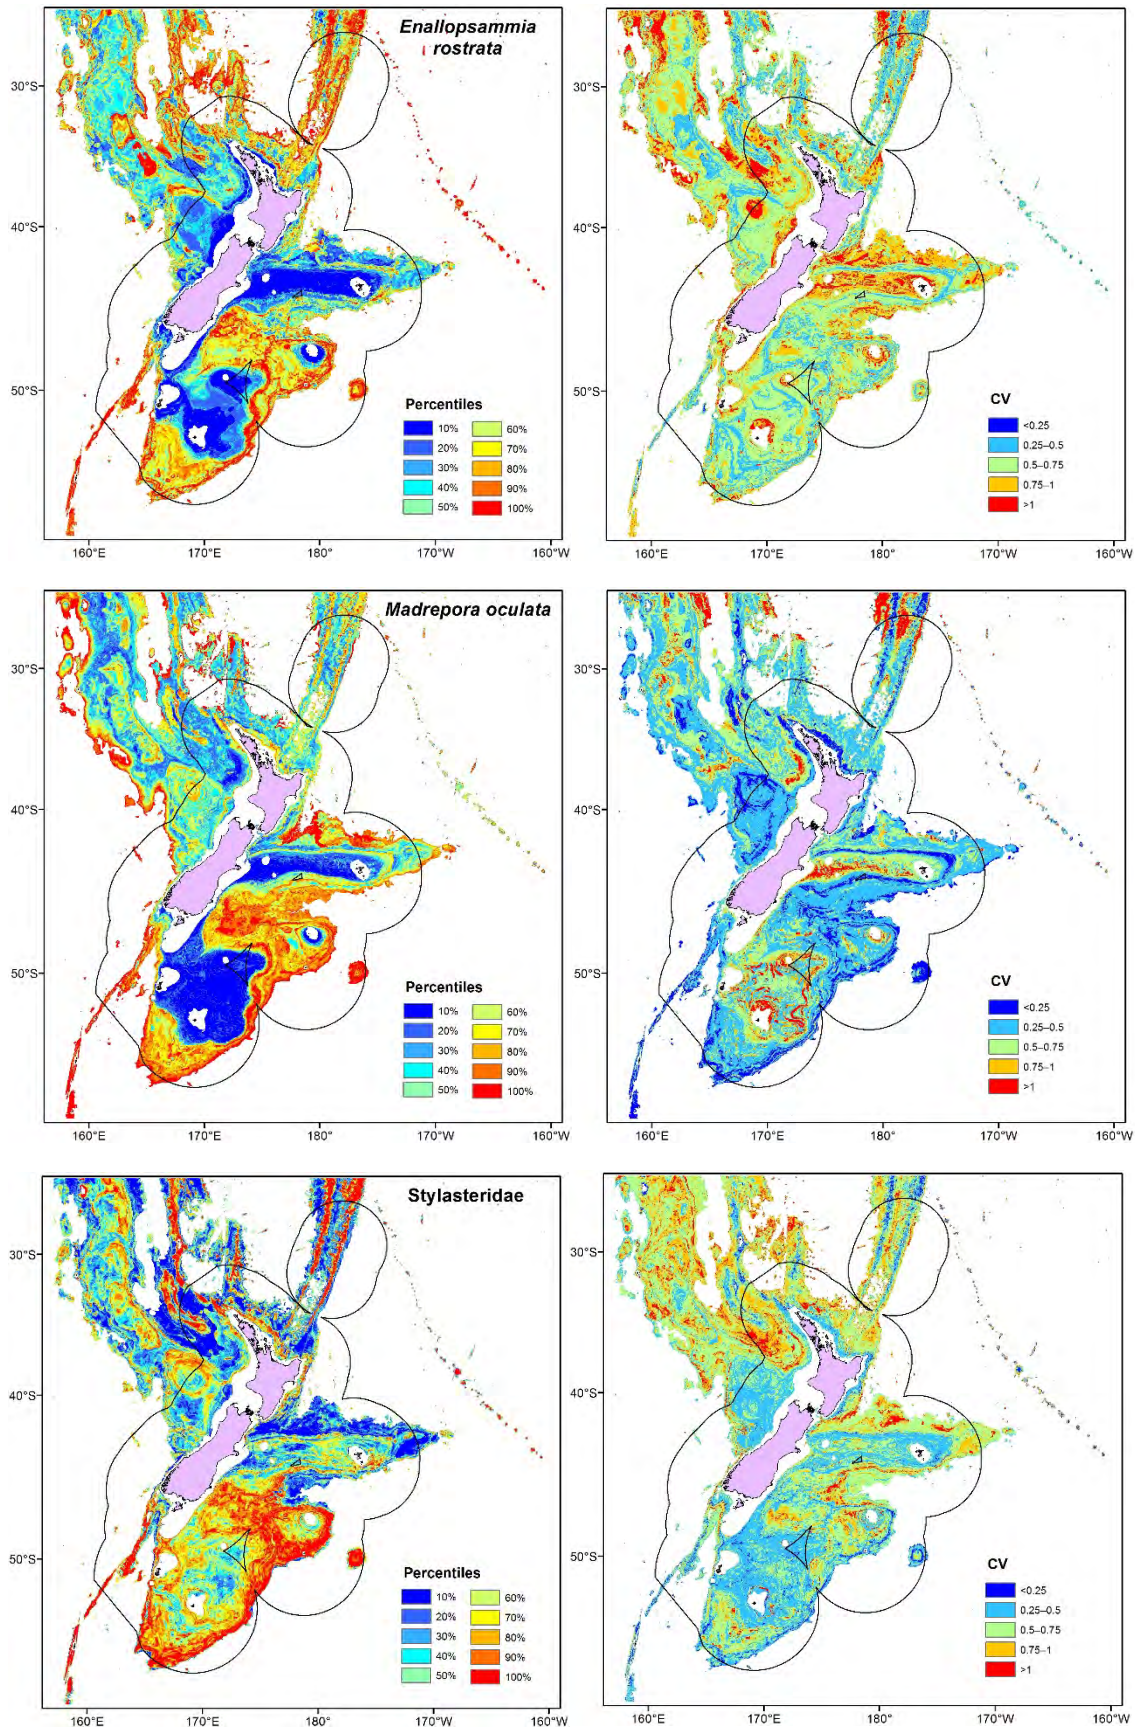 Enallopsammia
rostrata
30°S
40°S
50°S
Percentiles
10% 60%
20% 70%
30% 80%
40% 90%
50% 100%
160°E 170°E 180° 170°W 160°W
30°S
40°S
50°S
CV
<0.25
0.25–0.5
0.5–0.75
0.75–1
>1
160°E 170°E 180° 170°W 160°W
Madrepora oculata
30°S
40°S
50°S
Percentiles
10% 60%
20% 70%
30% 80%
40% 90%
50% 100%
160°E 170°E 180° 170°W 160°W
30°S
40°S
50°S
CV
<0.25
0.25–0.5
0.5–0.75
0.75–1
>1
160°E 170°E 180° 170°W 160°W
Stylasteridae
30°S
40°S
50°S
Percentiles
10% 60%
20% 70%
30% 80%
40% 90%
50% 100%
160°E 170°E 180° 170°W 160°W
30°S
40°S
50°S
CV
<0.25
0.25–0.5
0.5–0.75
0.75–1
>1
160°E 170°E 180° 170°W 160°W